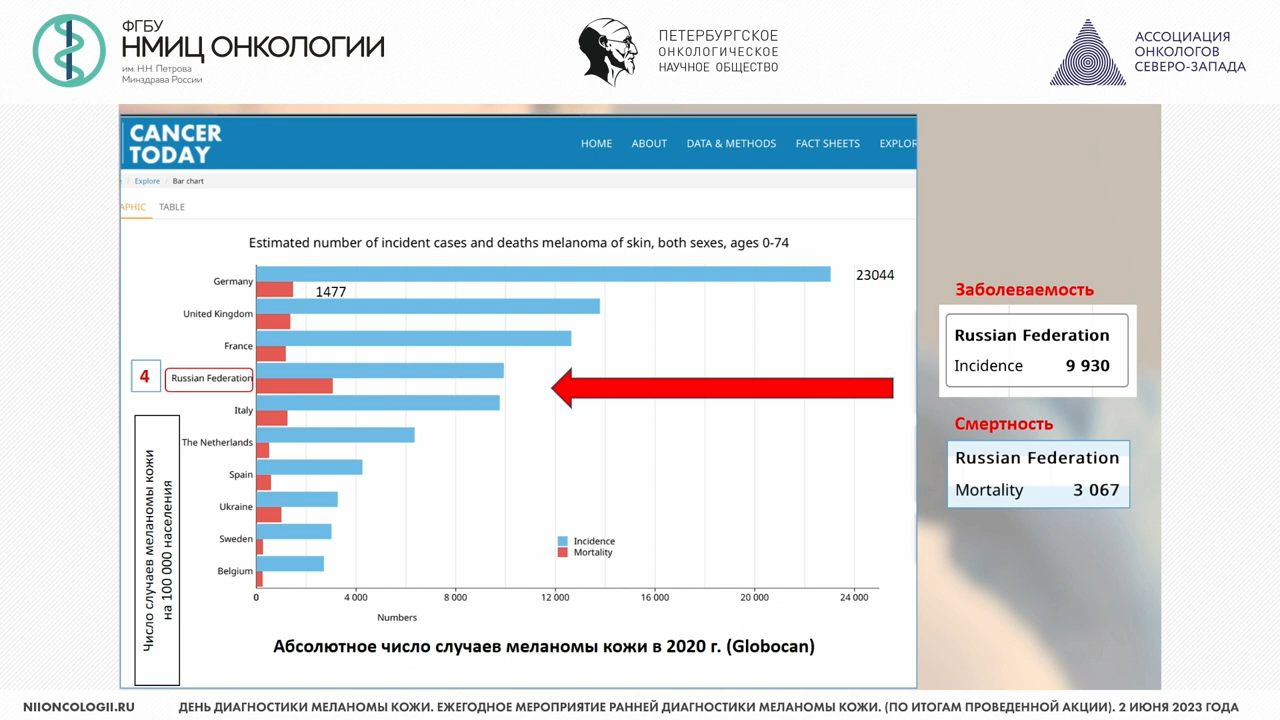 ФГБУ
НМИЦ ОНКОЛОГИИ
им. Н.Н. Петрова
Минздрава России
ПЕТЕРБУРГСКОЕ
ОНКОЛОГИЧЕСКОЕ
НАУЧНОЕ ОБЩЕСТВО
АССОЦИАЦИЯ
ОНКОЛОГОВ
СЕВЕРО-ЗАПАДА
CANCER
TODAY
HOME ABOUT DATA & METHODS FACT SHEETS EXPLOR
/ Explore / Bar chart
APHIC TABLE
Estimated number of incident cases and deaths melanoma of skin, both sexes, ages 0-74
Germany
23044
1477
United Kingdom
France
4
Russian Federation
Italy
The Netherlands
Spain
Ukraine
Sweden
Belgium
Incidence
Mortality
0 4 000 8 000 12 000 16 000 20 000 24 000
Numbers
Число случаев меланомы кожи
на 100 000 населения
Абсолютное число случаев меланомы кожи в 2020 г. (Globocan)
Заболеваемость
Russian Federation
Incidence 9 930
Смертность
Russian Federation
Mortality 3 067
NIIONCOLOGII.RU
ДЕНЬ ДИАГНОСТИКИ МЕЛАНОМЫ КОЖИ. ЕЖЕГОДНОЕ МЕРОПРИЯТИЕ РАННЕЙ ДИАГНОСТИКИ МЕЛАНОМЫ КОЖИ. (ПО ИТОГАМ ПРОВЕДЕННОЙ АКЦИИ). 2 ИЮНЯ 2023 ГОДА